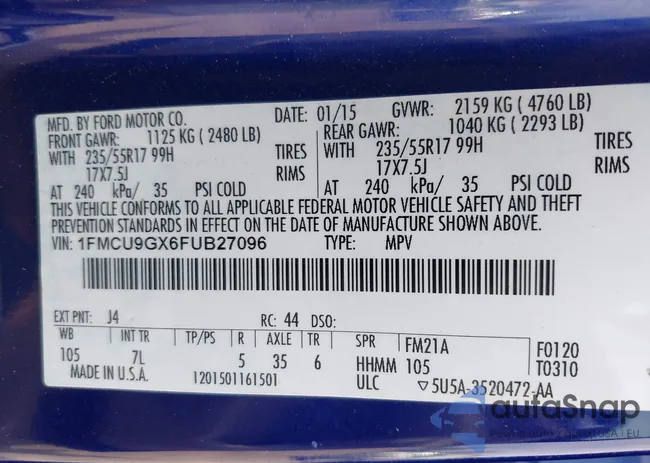 MFD. BY FORD MOTOR CO. DATE: 01/15 GVWR: 2159 KG (4760 LB)
FRONT GAWR: 1125 KG (2480 LB) REAR GAWR: 1040 KG (2293 LB)
WITH 235/55R17 99H TIRES WITH 235/55R17 99H TIRES
17X7.5J RIMS 17X7.5J RIMS
AT 240 kPa/ 35 PSI COLD AT 240 kPa/ 35 PSI COLD
THIS VEHICLE CONFORMS TO ALL APPLICABLE FEDERAL MOTOR VEHICLE SAFETY AND THEFT
PREVENTION STANDARDS IN EFFECT ON THE DATE OF MANUFACTURE SHOWN ABOVE.
VIN: 1FMCU9GX6FUB27096 TYPE: MPV
EXT PNT: J4 RC: 44 DSO:
WB INT TR TP/PS R AXLE TR SPR FM21A F0120
105 7L 5 35 6 HHMM 105 T0310
MADE IN U.S.A. 1201501161501 ULC ▽5U5A-3520472-AA
autoSnap